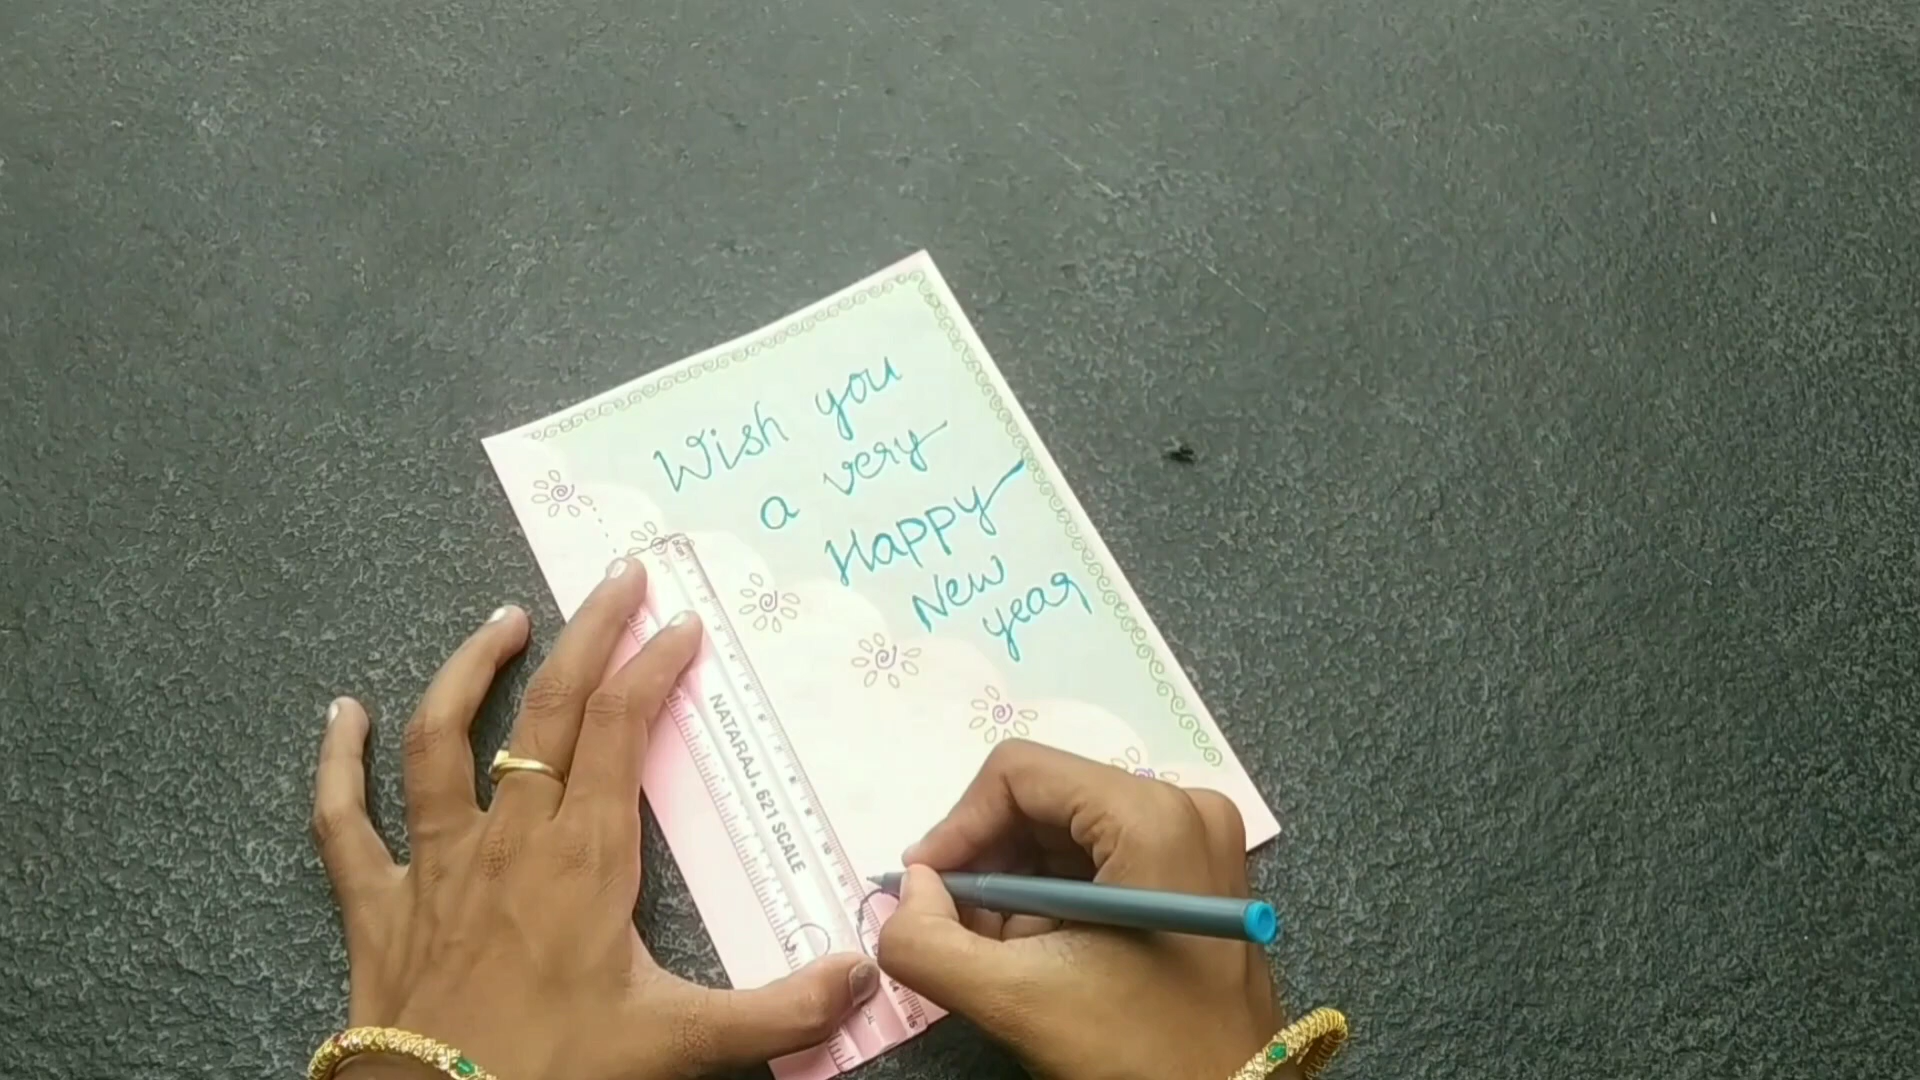 Wish you
a very
Happy
New
year
NATARAJ. 621 SCALE